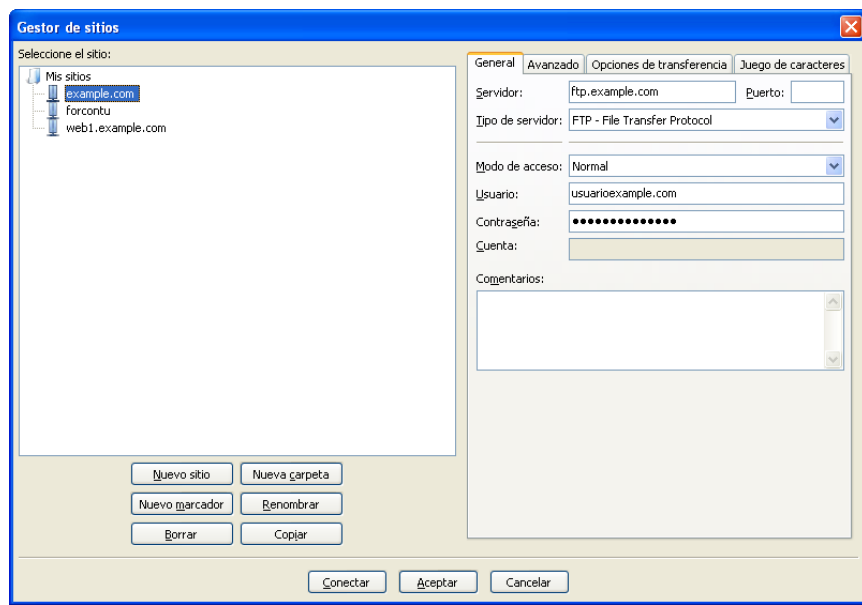 Gestor de sitios
Seleccione el sitio:
Mis sitios
example.com
forcontu
web1.example.com
Nuevo sitio Nueva carpeta
Nuevo marcador Renombrar
Borrar Copiar
General Avanzado Opciones de transferencia Juego de caracteres
Servidor: ftp.example.com Puerto:
Tipo de servidor: FTP - File Transfer Protocol
Modo de acceso: Normal
Usuario: usuarioexample.com
Contraseña: ●●●●●●●●●●●●●●
Cuenta:
Comentarios:
Conectar Aceptar Cancelar